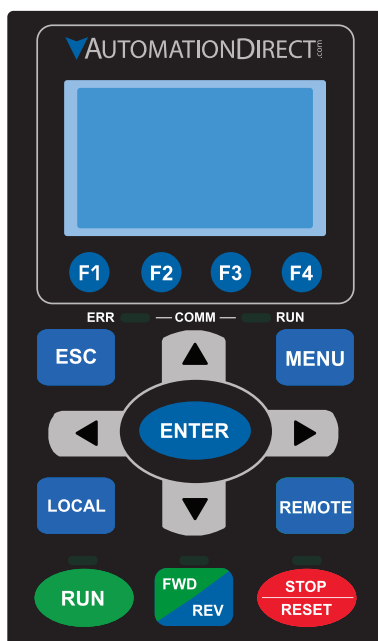 AUTOMATIONDIRECT.com
F1 F2 F3 F4
ERR COMM RUN
ESC
MENU
ENTER
LOCAL
REMOTE
RUN
FWD
REV
STOP
RESET